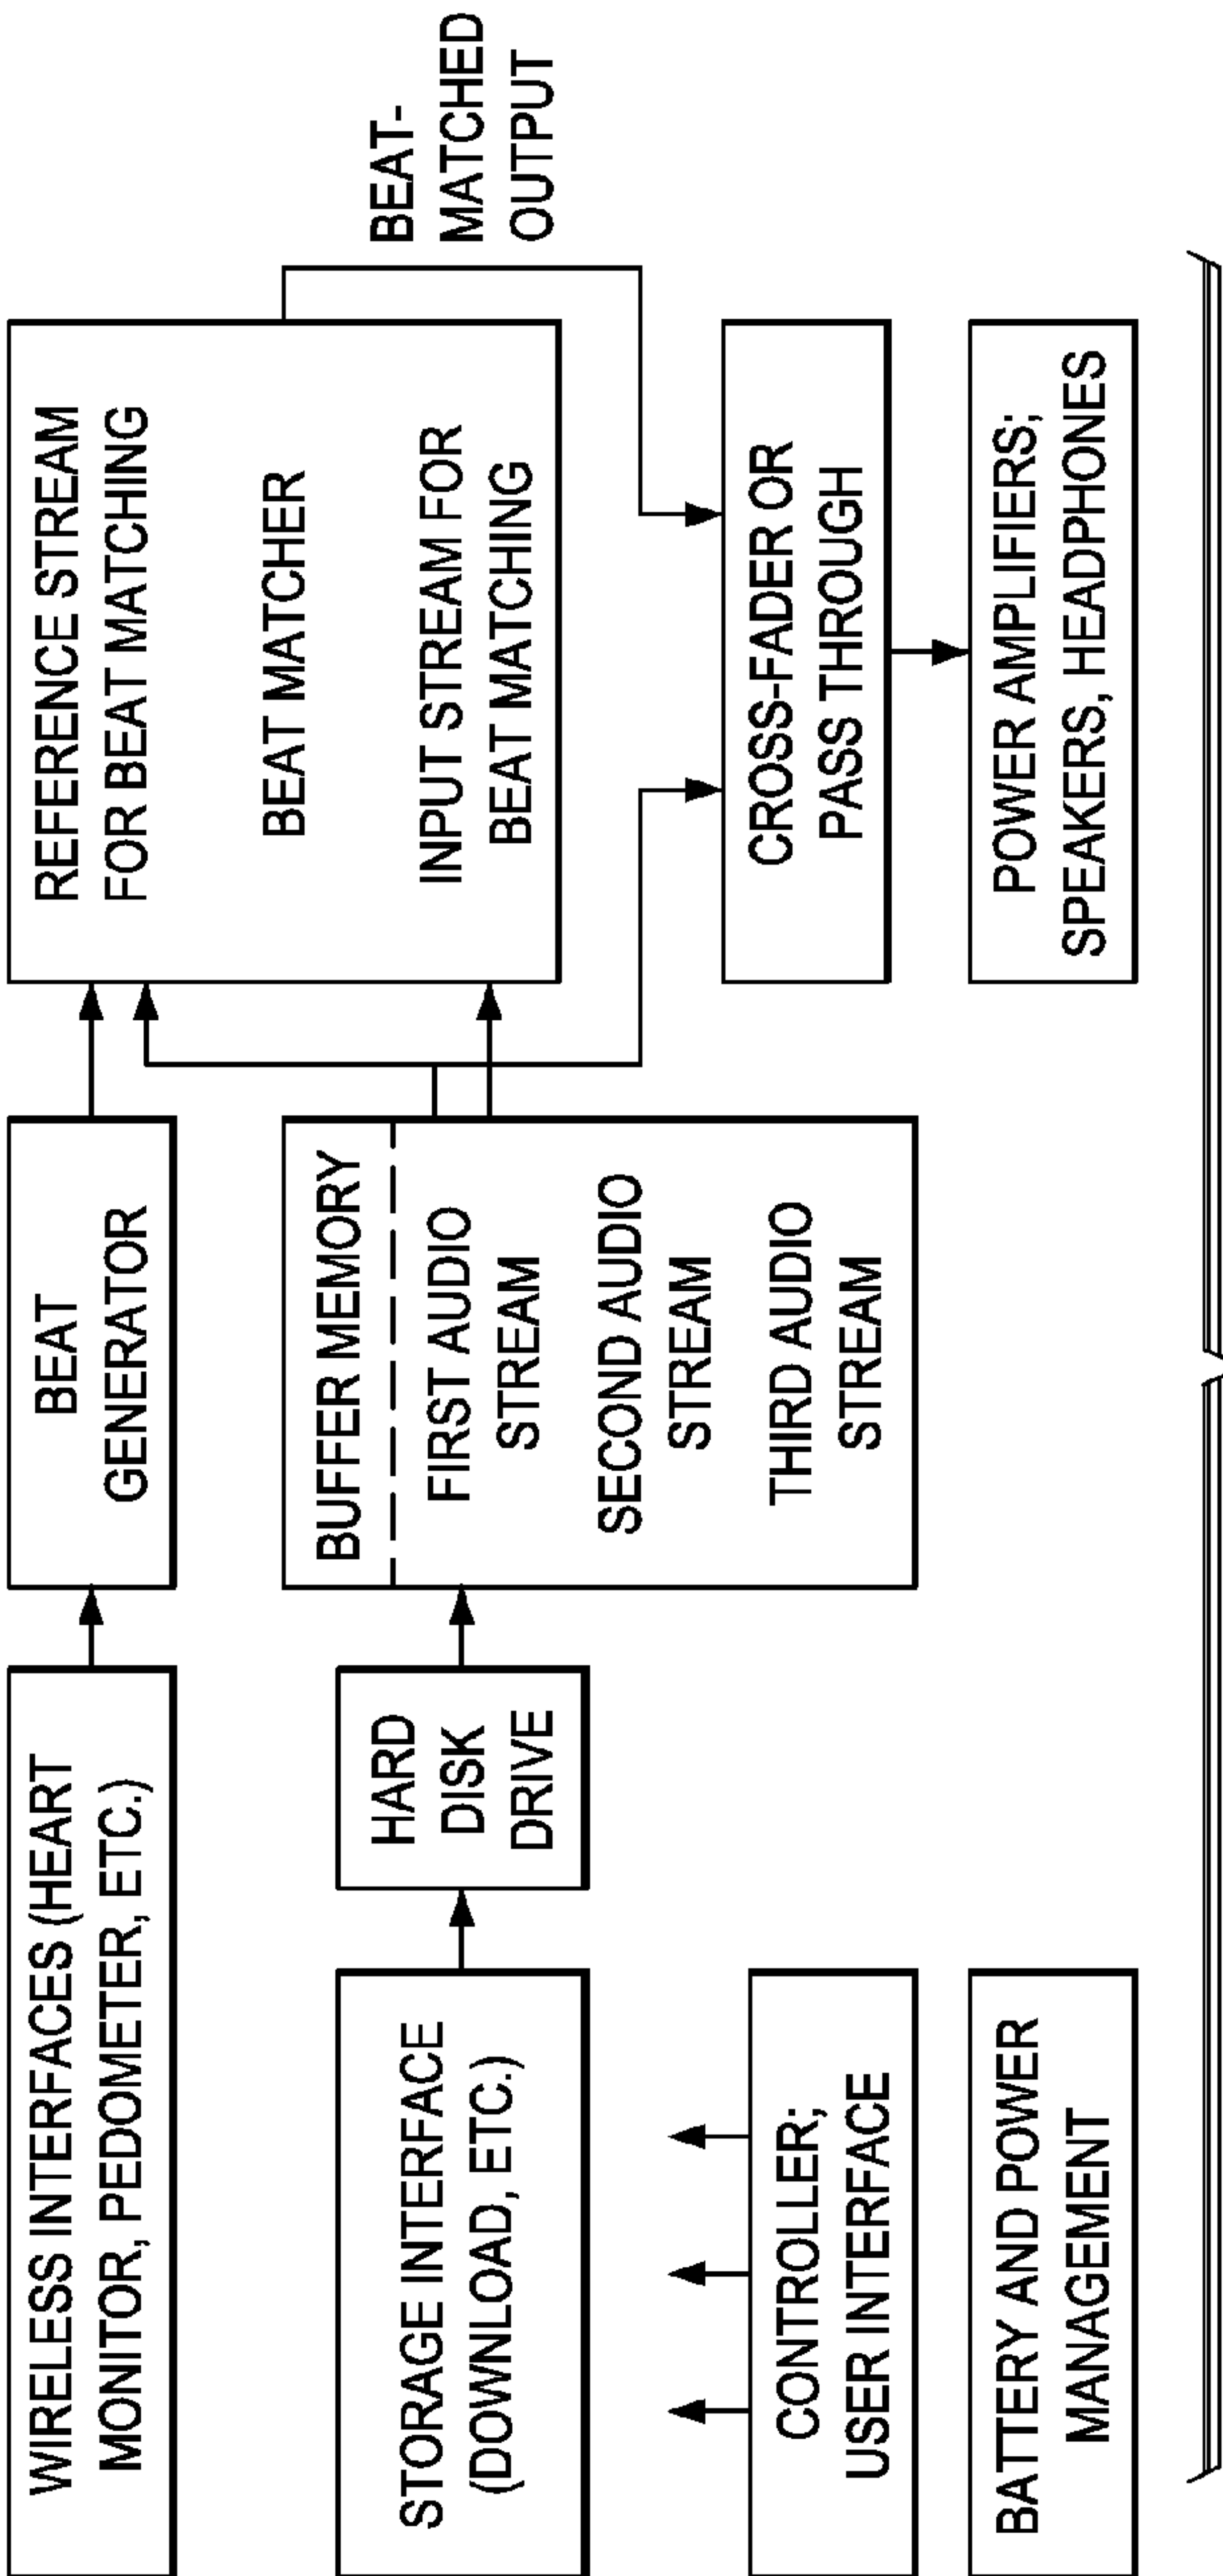 WIRELESS INTERFACES (HEART
MONITOR, PEDOMETER, ETC.)
BEAT
GENERATOR
REFERENCE STREAM
FOR BEAT MATCHING
BEAT MATCHER
INPUT STREAM FOR
BEAT MATCHING
BEAT-
MATCHED
OUTPUT
STORAGE INTERFACE
(DOWNLOAD, ETC.)
HARD
DISK
DRIVE
BUFFER MEMORY
FIRST AUDIO
STREAM
SECOND AUDIO
STREAM
THIRD AUDIO
STREAM
CONTROLLER;
USER INTERFACE
CROSS-FADER OR
PASS THROUGH
BATTERY AND POWER
MANAGEMENT
POWER AMPLIFIERS;
SPEAKERS, HEADPHONES